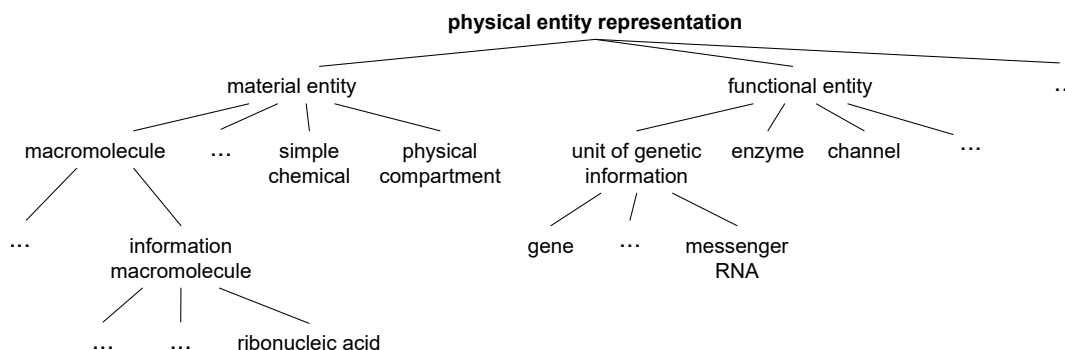 physical entity representation
material entity
functional entity
...
macromolecule
...
simple
chemical
physical
compartment
unit of genetic
information
enzyme
channel
...
...
information
macromolecule
gene
...
messenger
RNA
...
...
ribonucleic acid